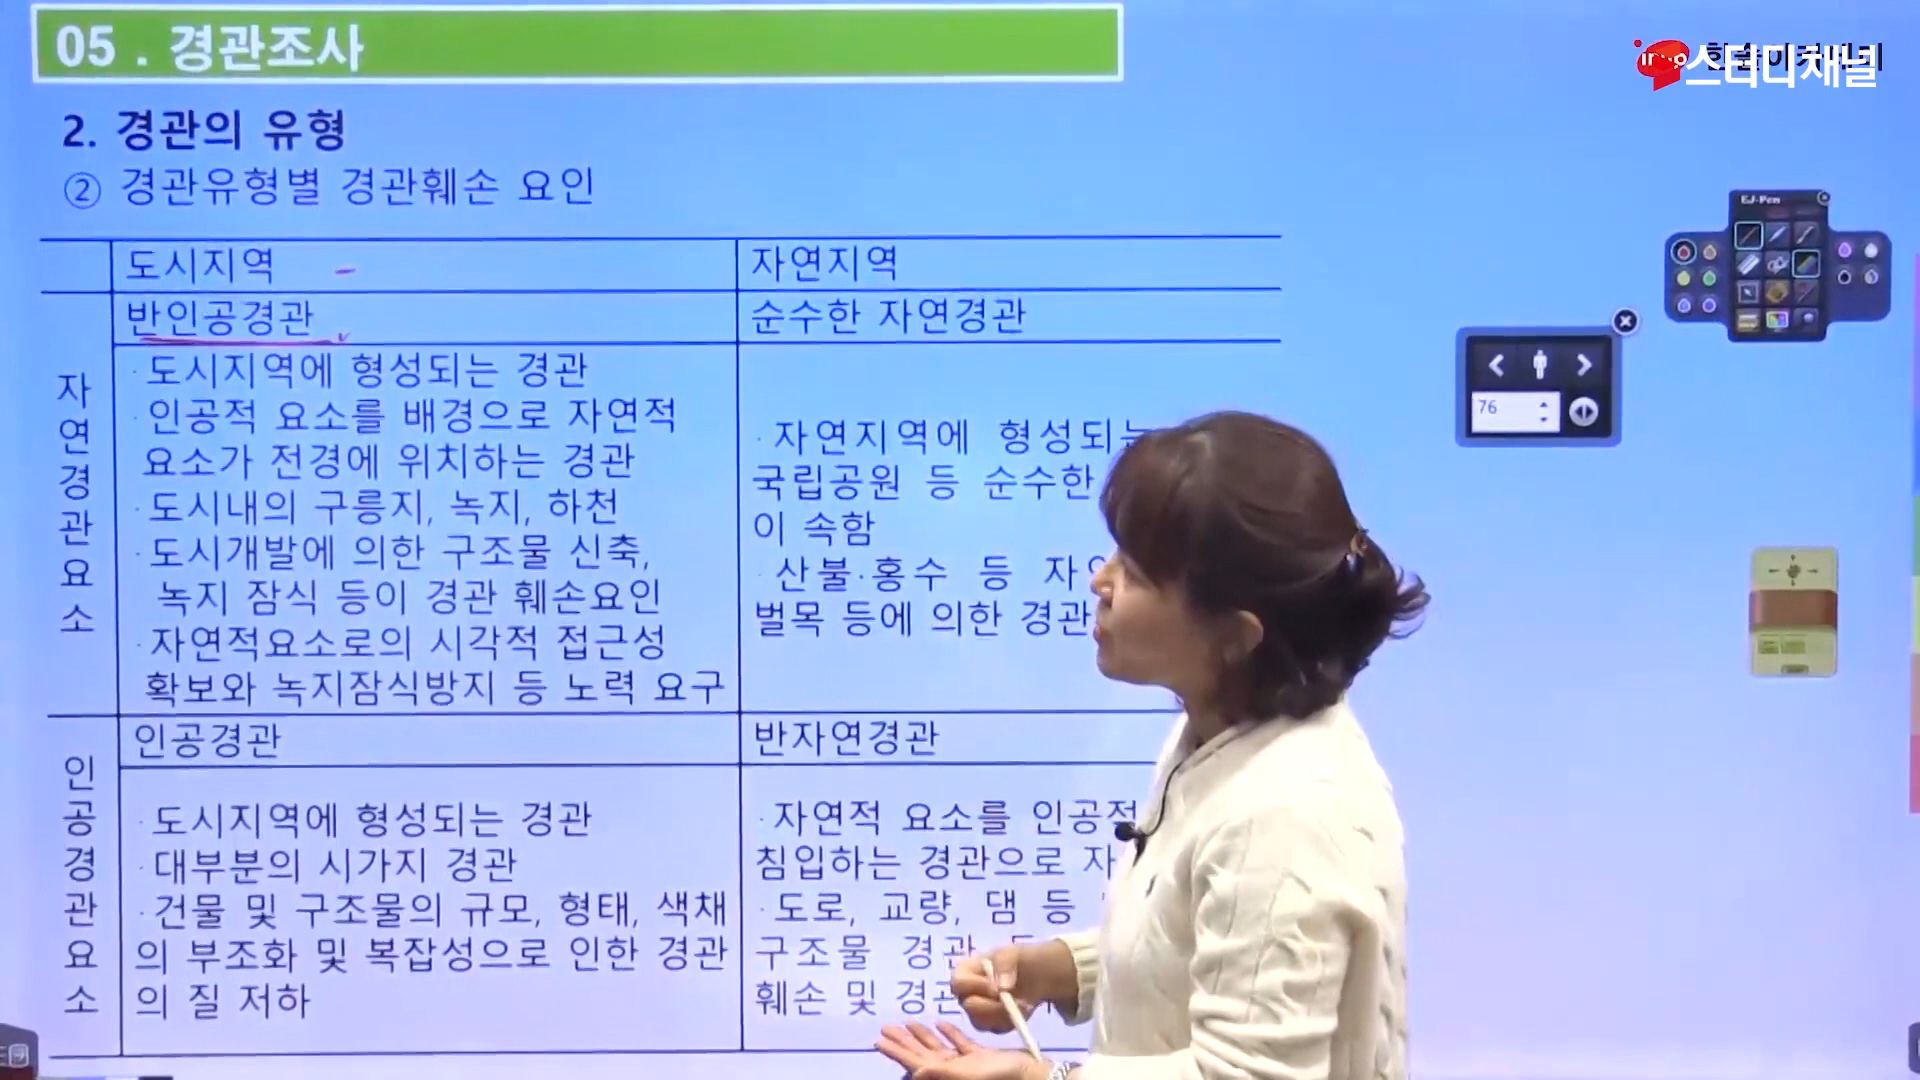 05 . 경관조사
스터디채널
2. 경관의 유형
② 경관유형별 경관훼손 요인
도시지역
자연지역
자연경관요소
반인공경관
순수한 자연경관
· 도시지역에 형성되는 경관
· 인공적 요소를 배경으로 자연적
요소가 전경에 위치하는 경관
· 도시내의 구릉지, 녹지, 하천
· 도시개발에 의한 구조물 신축,
녹지 잠식 등이 경관 훼손요인
· 자연적요소로의 시각적 접근성
확보와 녹지잠식방지 등 노력 요구
· 자연지역에 형성되는
국립공원 등 순수한
이 속함
· 산불·홍수 등
벌목 등에 의한 경관
인공경관요소
인공경관
반자연경관
· 도시지역에 형성되는 경관
· 대부분의 시가지 경관
· 건물 및 구조물의 규모, 형태, 색채
의 부조화 및 복잡성으로 인한 경관
의 질 저하
· 자연적 요소를 인공적
침입하는 경관으로
· 도로, 교량, 댐 등
구조물 경관
훼손 및
EJ-Pen
76